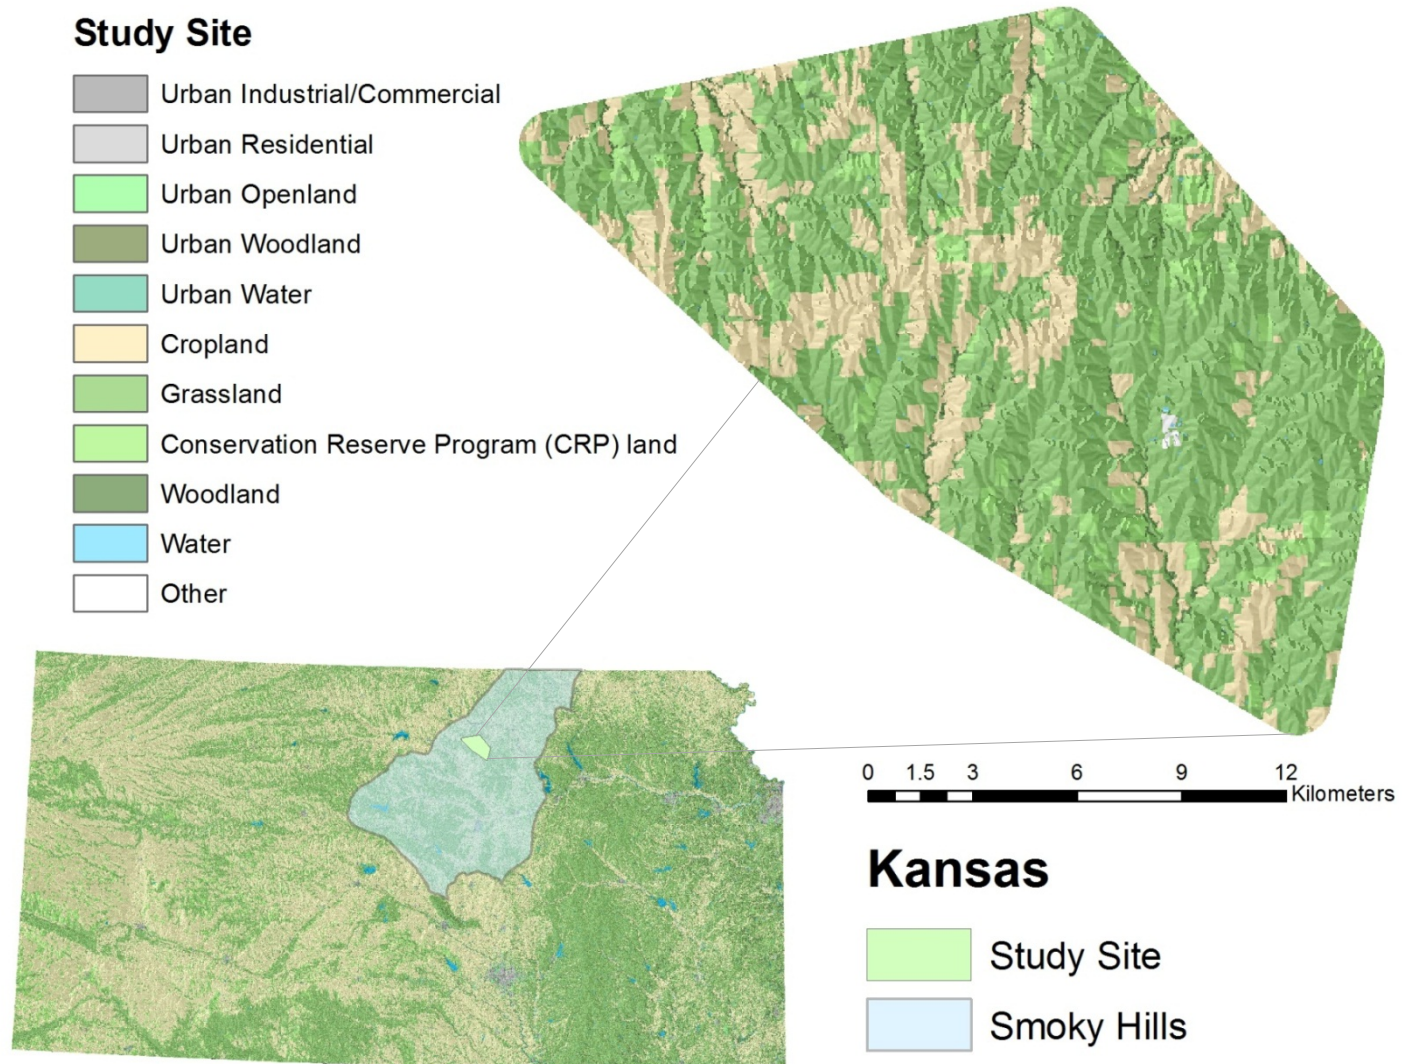 Study Site
Urban Industrial/Commercial
Urban Residential
Urban Openland
Urban Woodland
Urban Water
Cropland
Grassland
Conservation Reserve Program (CRP) land
Woodland
Water
Other
0 1.5 3 6 9 12
Kilometers
Kansas
Study Site
Smoky Hills